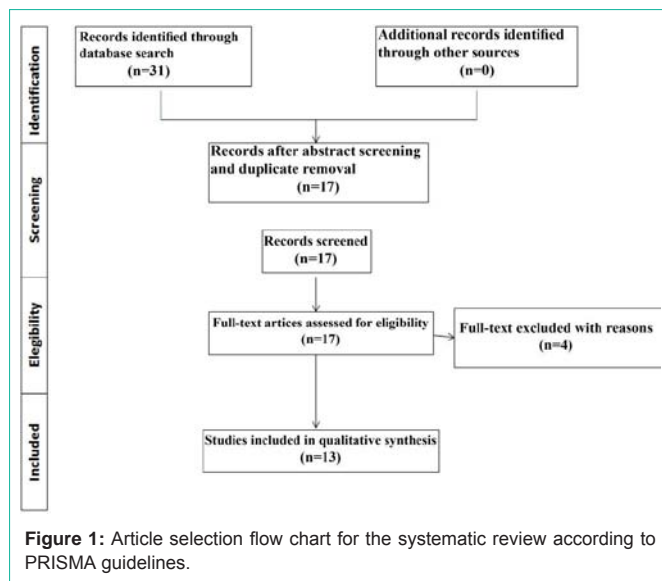 Identification
Records identified through
database search
(n=31)
Additional records identified
through other sources
(n=0)
Screening
Records after abstract screening
and duplicate removal
(n=17)
Records screened
(n=17)
Elegibility
Full-text artices assessed for eligibility
(n=17)
Full-text excluded with reasons
(n=4)
Included
Studies included in qualitative synthesis
(n=13)
Figure 1: Article selection flow chart for the systematic review according to
PRISMA guidelines.